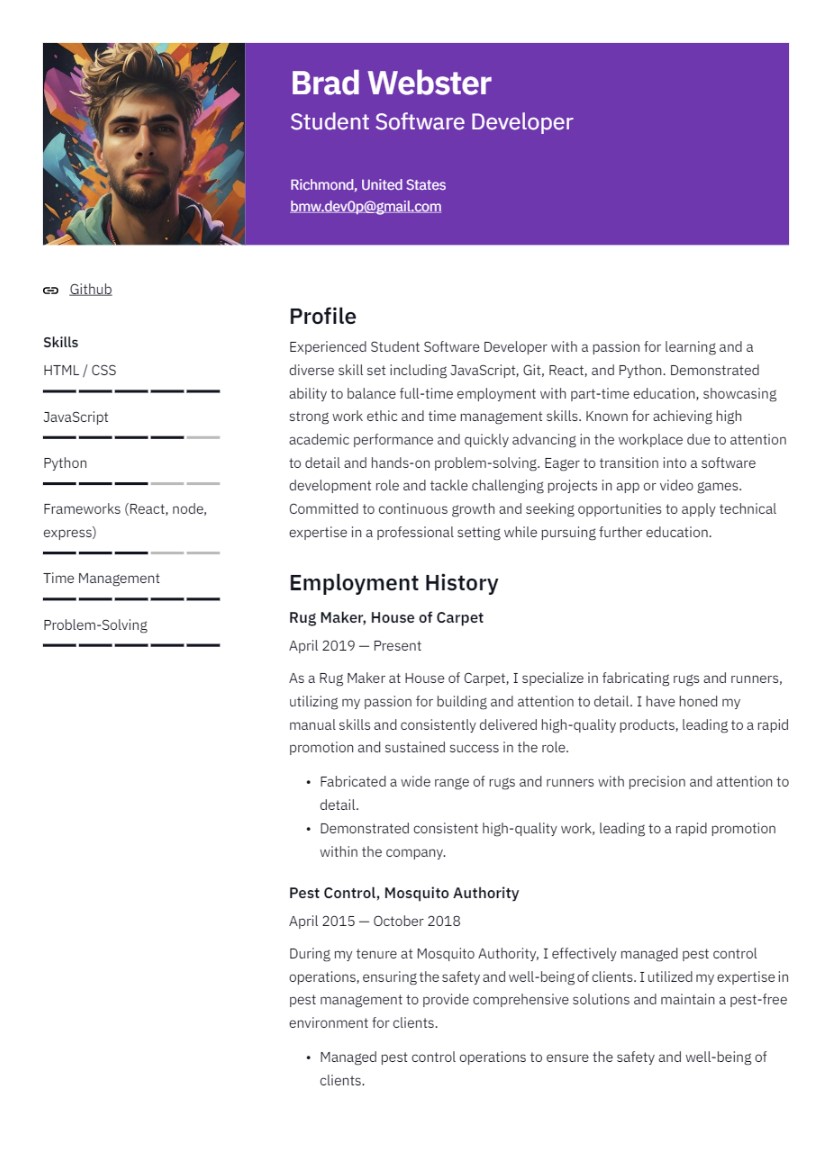 Brad Webster
Student Software Developer
Richmond, United States
bmw.dev0p@gmail.com
Github
Skills
HTML / CSS
JavaScript
Python
Frameworks (React, node,
express)
Time Management
Problem-Solving
Profile
Experienced Student Software Developer with a passion for learning and a
diverse skill set including JavaScript, Git, React, and Python. Demonstrated
ability to balance full-time employment with part-time education, showcasing
strong work ethic and time management skills. Known for achieving high
academic performance and quickly advancing in the workplace due to attention
to detail and hands-on problem-solving. Eager to transition into a software
development role and tackle challenging projects in app or video games.
Committed to continuous growth and seeking opportunities to apply technical
expertise in a professional setting while pursuing further education.
Employment History
Rug Maker, House of Carpet
April 2019 — Present
As a Rug Maker at House of Carpet, I specialize in fabricating rugs and runners,
utilizing my passion for building and attention to detail. I have honed my
manual skills and consistently delivered high-quality products, leading to a rapid
promotion and sustained success in the role.
• Fabricated a wide range of rugs and runners with precision and attention to
detail.
• Demonstrated consistent high-quality work, leading to a rapid promotion
within the company.
Pest Control, Mosquito Authority
April 2015 — October 2018
During my tenure at Mosquito Authority, I effectively managed pest control
operations, ensuring the safety and well-being of clients. I utilized my expertise in
pest management to provide comprehensive solutions and maintain a pest-free
environment for clients.
• Managed pest control operations to ensure the safety and well-being of
clients.